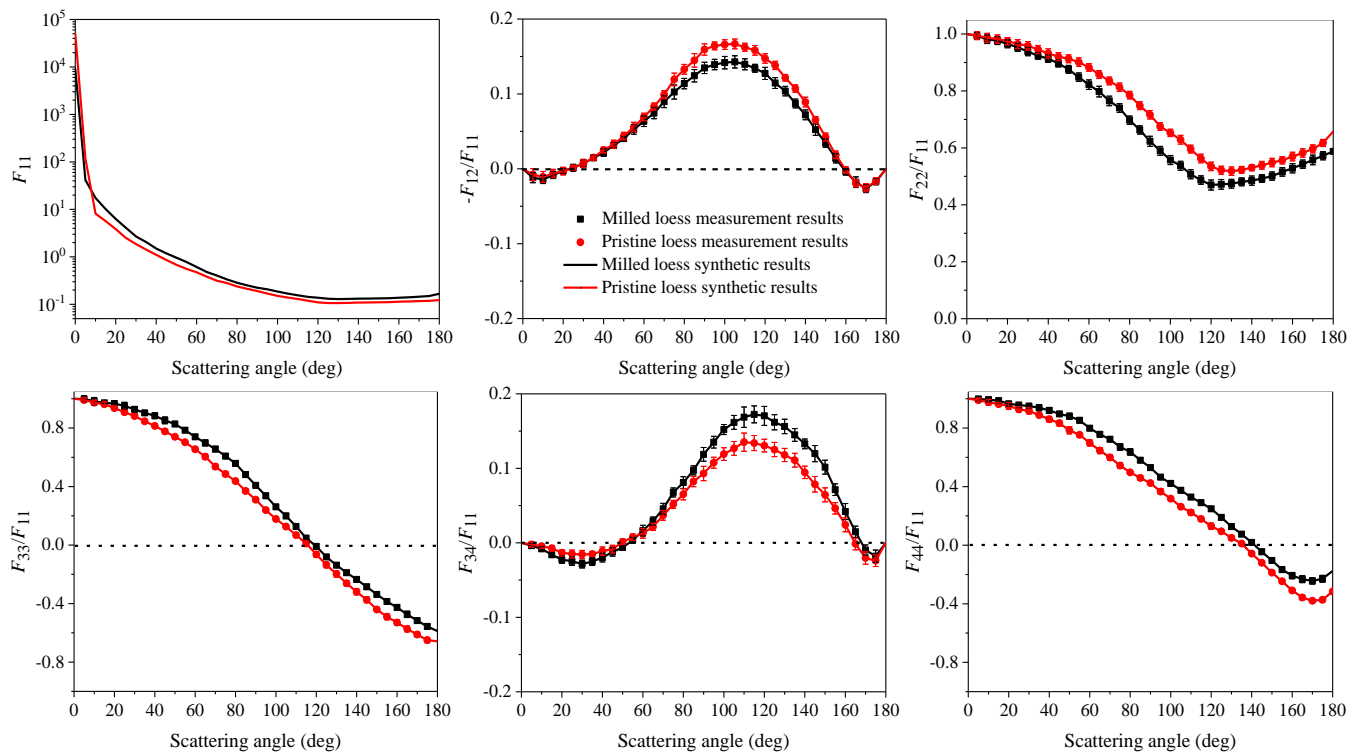 10^5
10^4
10^3
10^2
10^1
10^0
10^-1
F11
0 20 40 60 80 100 120 140 160 180
Scattering angle (deg)
0.2
0.1
0.0
-0.1
-0.2
-F12/F11
Milled loess measurement results
Pristine loess measurement results
Milled loess synthetic results
Pristine loess synthetic results
0 20 40 60 80 100 120 140 160 180
Scattering angle (deg)
1.0
0.8
0.6
0.4
0.2
0.0
F22/F11
0 20 40 60 80 100 120 140 160 180
Scattering angle (deg)
0.8
0.4
0.0
-0.4
-0.8
F33/F11
0 20 40 60 80 100 120 140 160 180
Scattering angle (deg)
0.2
0.1
0.0
-0.1
-0.2
F34/F11
0 20 40 60 80 100 120 140 160 180
Scattering angle (deg)
0.8
0.4
0.0
-0.4
-0.8
F44/F11
0 20 40 60 80 100 120 140 160 180
Scattering angle (deg)